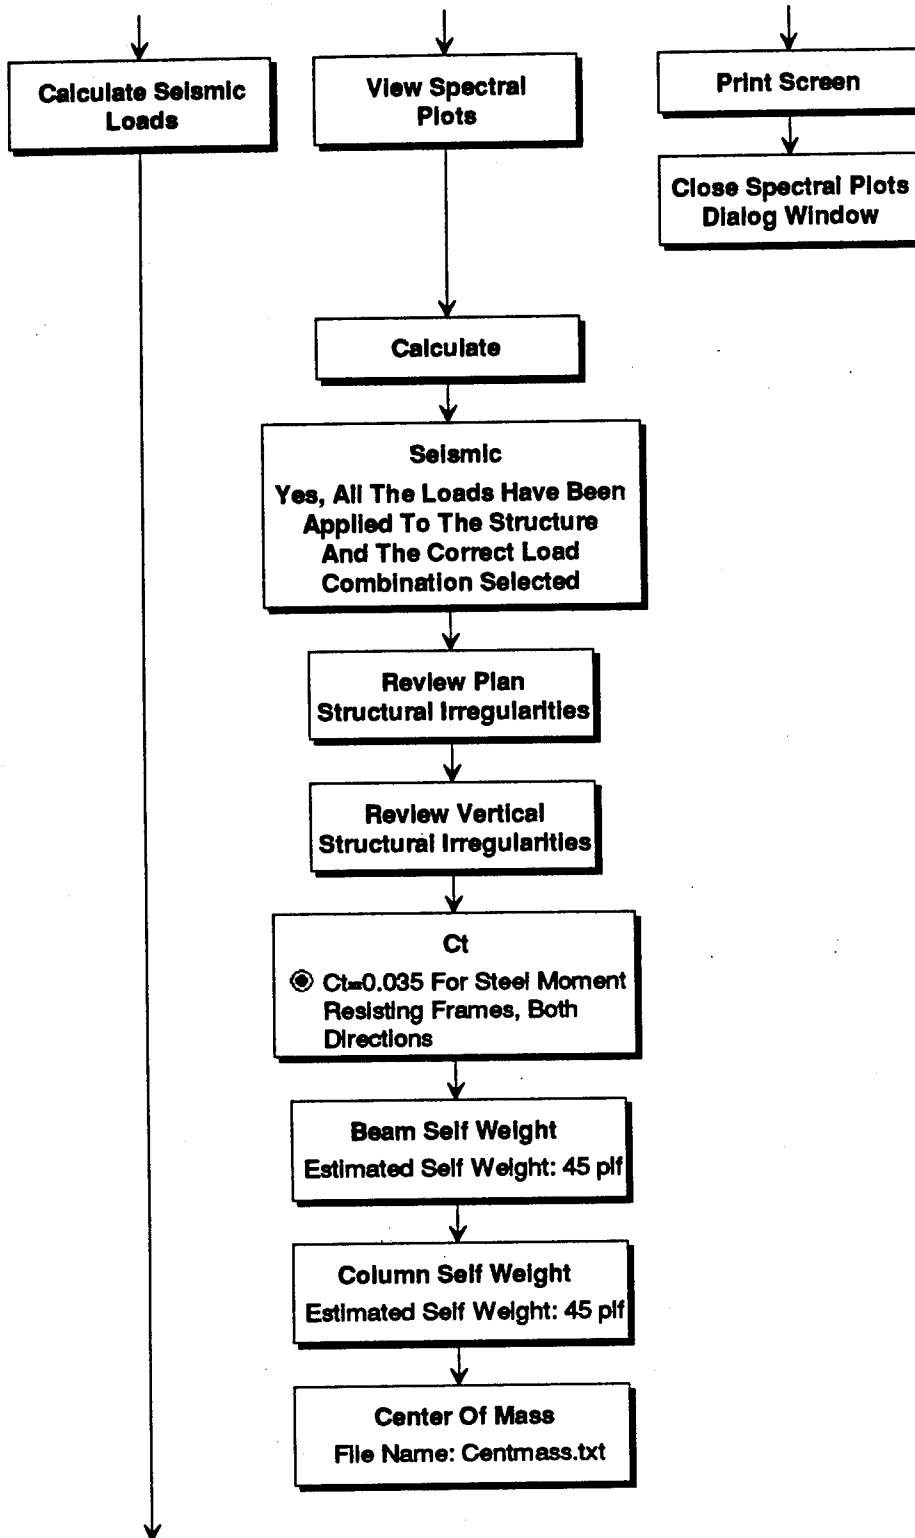 Calculate Seismic
Loads
View Spectral
Plots
Print Screen
Close Spectral Plots
Dialog Window
Calculate
Seismic
Yes, All The Loads Have Been
Applied To The Structure
And The Correct Load
Combination Selected
Review Plan
Structural Irregularities
Review Vertical
Structural Irregularities
Ct
Ct=0.035 For Steel Moment
Resisting Frames, Both
Directions
Beam Self Weight
Estimated Self Weight: 45 plf
Column Self Weight
Estimated Self Weight: 45 plf
Center Of Mass
File Name: Centmass.txt